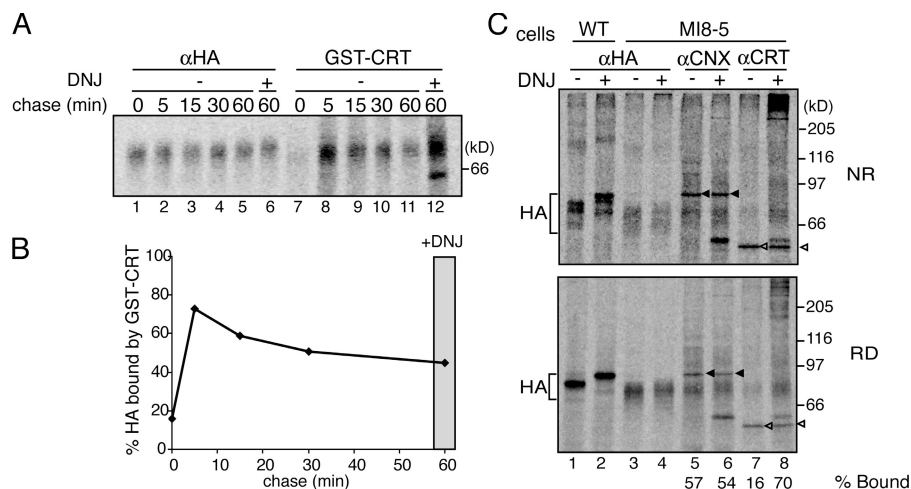 A
αHA GST-CRT
DNJ - + - +
chase (min) 0 5 15 30 60 60 0 5 15 30 60 60
(kD)
66
1 2 3 4 5 6 7 8 9 10 11 12
B
+DNJ
% HA bound by GST-CRT
100
80
60
40
20
0
0 10 20 30 40 50 60
chase (min)
C
cells WT MI8-5
αHA αCNX αCRT
DNJ - + - + - + - +
(kD)
205
116
97
66
HA
NR
205
116
97
66
HA
RD
1 2 3 4 5 6 7 8
57 54 16 70 % Bound